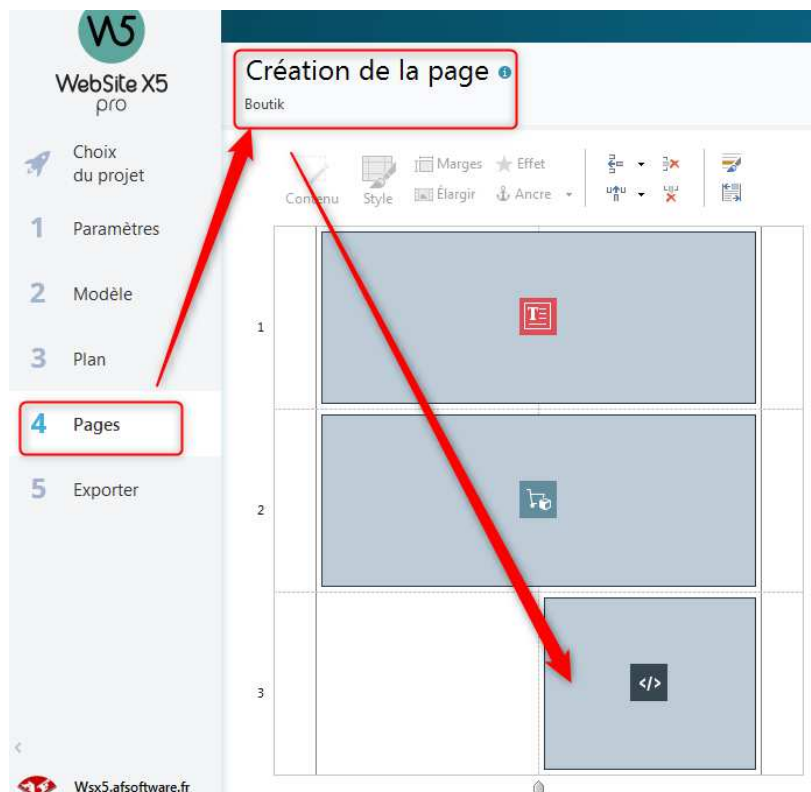 W5
WebSite X5
pro
Création de la page
Boutik
Choix
du projet
1 Paramètres
2 Modèle
3 Plan
4 Pages
5 Exporter
Contenu
Style
Marges
Effet
Élargir
Ancre
1
T
2
3
</>
Wsx5.afsoftware.fr